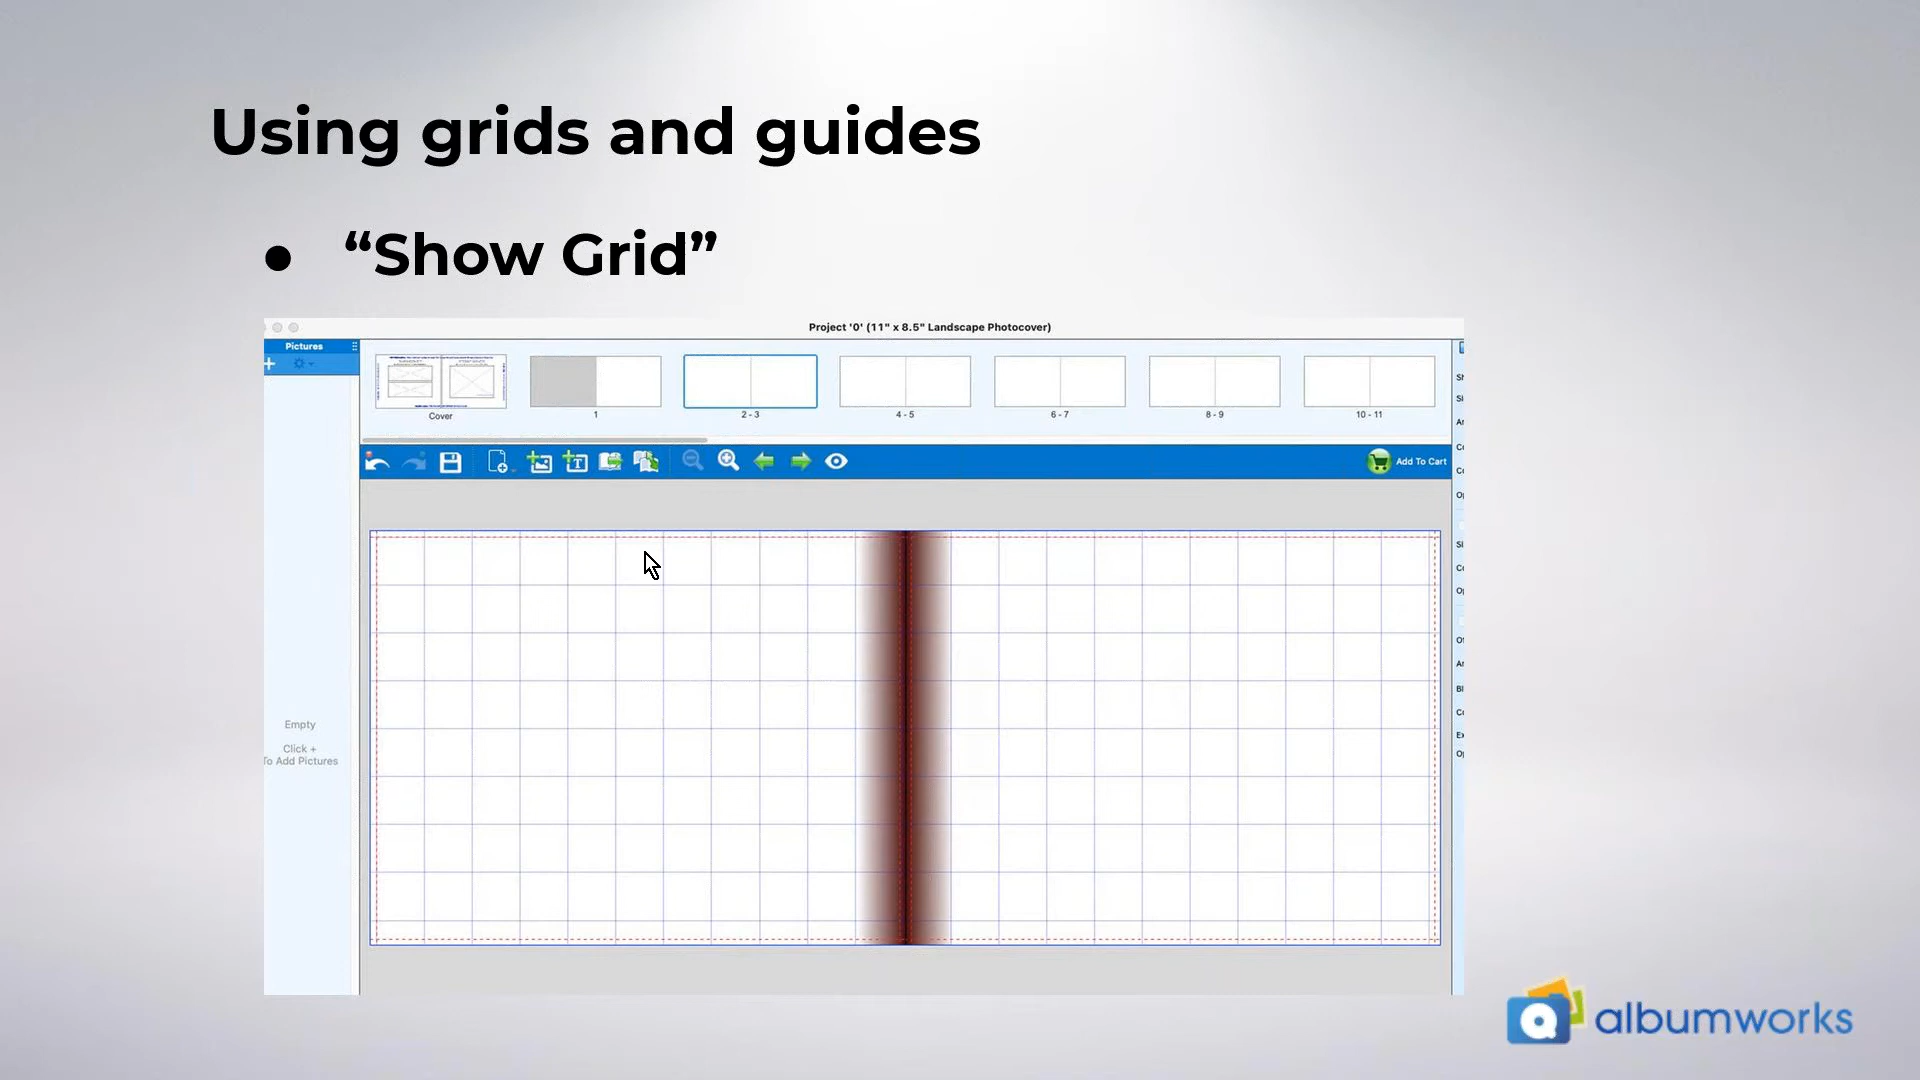 Using grids and guides
● “Show Grid”
Project '0' (11" x 8.5" Landscape Photocover)
Pictures
Cover
1
2 - 3
4 - 5
6 - 7
8 - 9
10 - 11
Add To Cart
Empty
Click +
To Add Pictures
albumworks